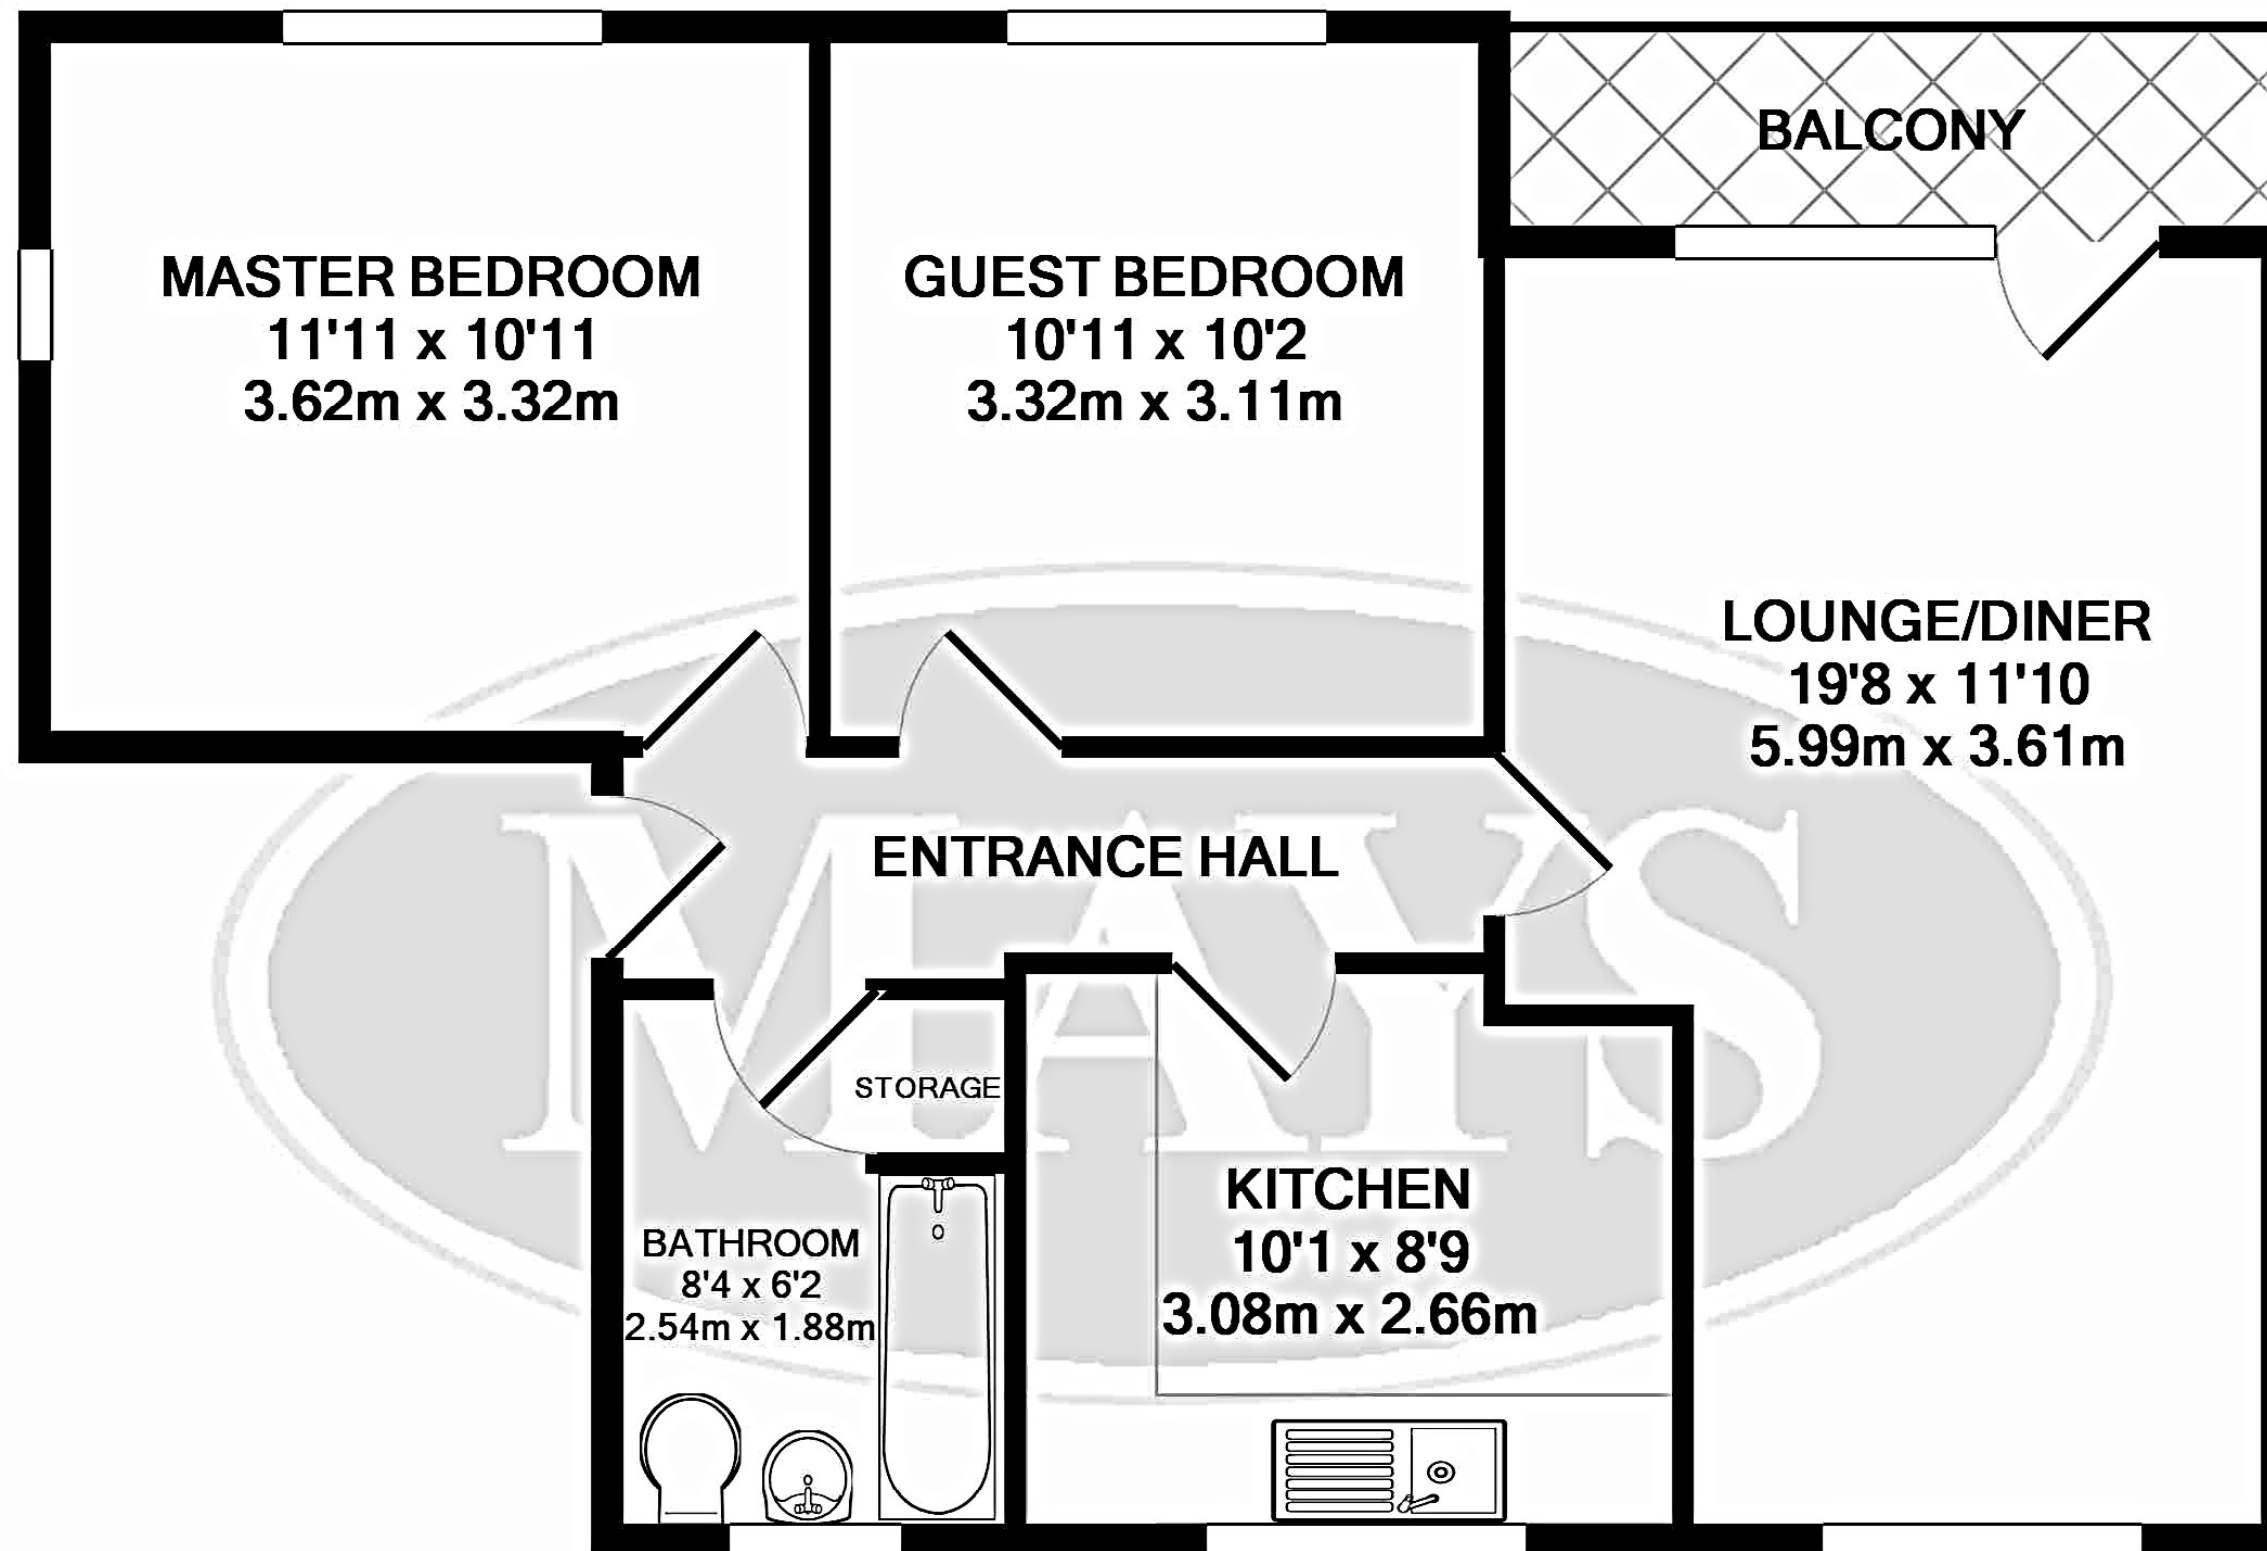 MASTER BEDROOM
11'11 x 10'11
3.62m x 3.32m
GUEST BEDROOM
10'11 x 10'2
3.32m x 3.11m
BALCONY
LOUNGE/DINER
19'8 x 11'10
5.99m x 3.61m
ENTRANCE HALL
MAYS
STORAGE
BATHROOM
8'4 x 6'2
2.54m x 1.88m
KITCHEN
10'1 x 8'9
3.08m x 2.66m